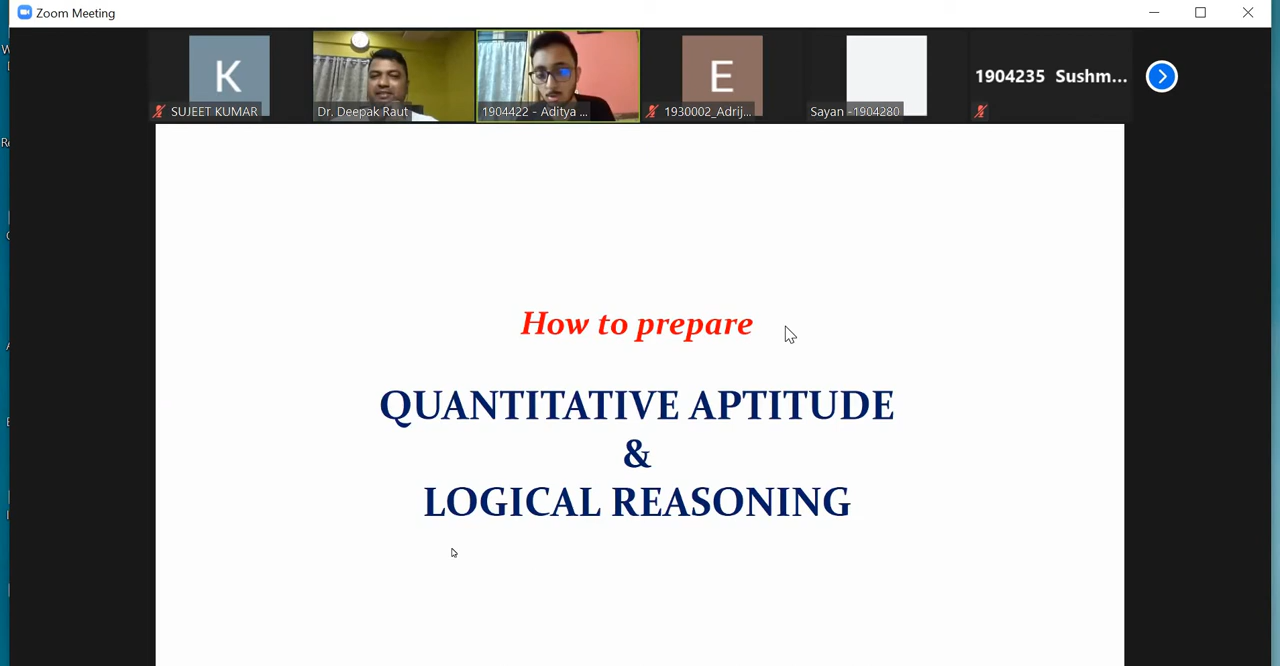 Zoom Meeting
K
SUJEET KUMAR
Dr. Deepak Raut
1904422 - Aditya ...
E
1930002_Adrij...
Sayan -1904280
1904235 Sushm...
How to prepare
QUANTITATIVE APTITUDE
&
LOGICAL REASONING